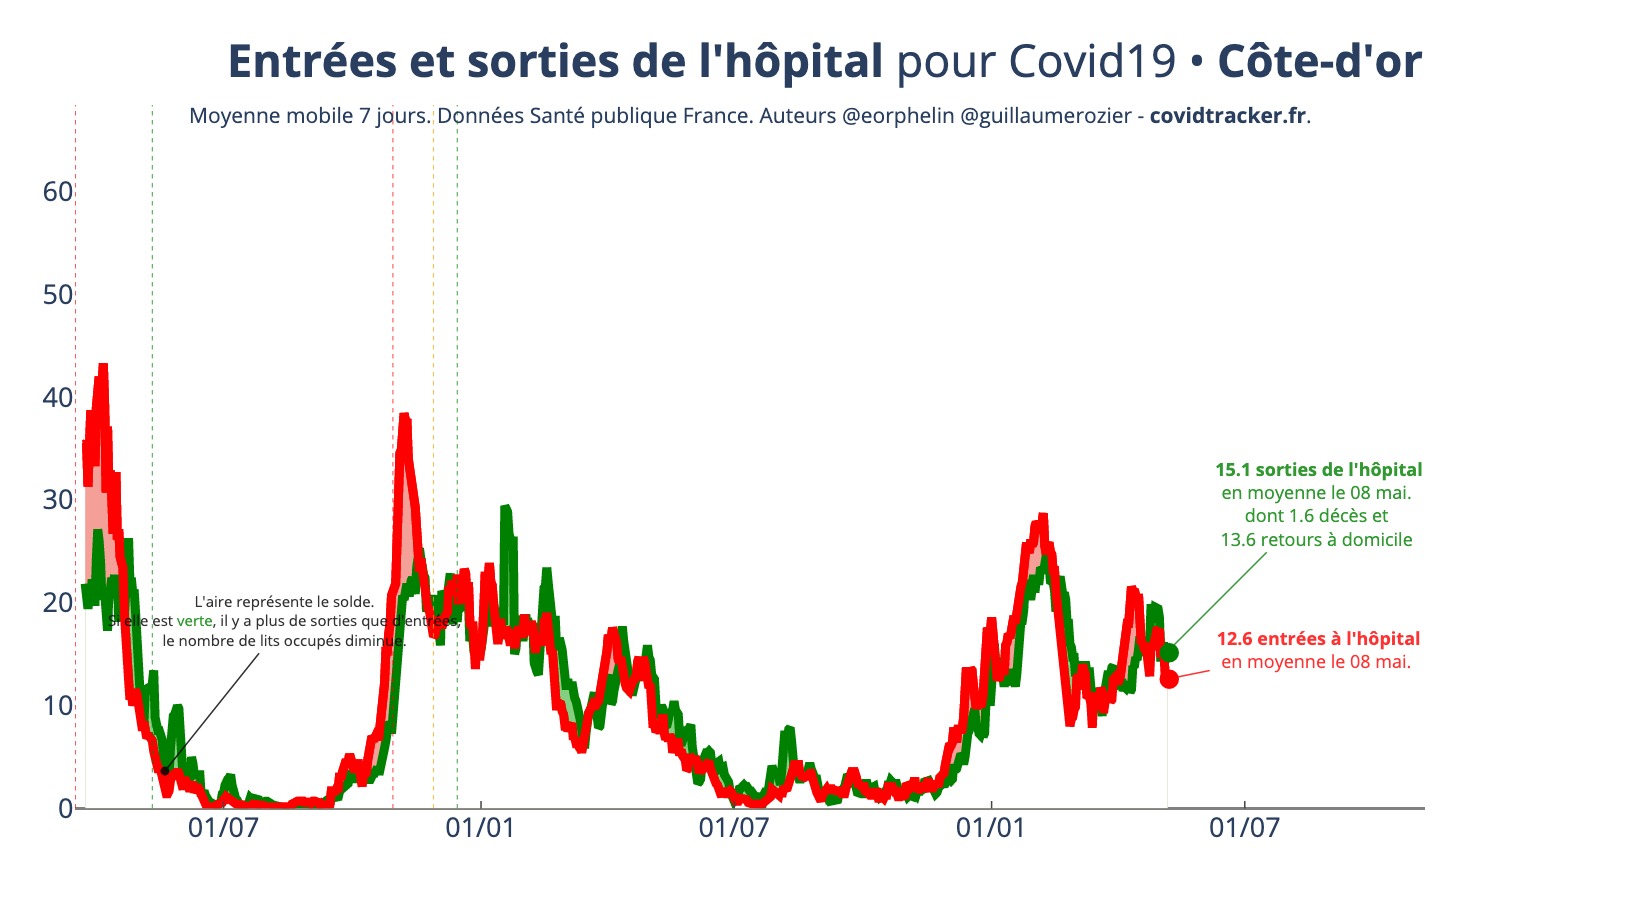 Entrées et sorties de l'hôpital pour Covid19 • Côte-d'or
Moyenne mobile 7 jours. Données Santé publique France. Auteurs @eorphelin @guillaumerozier - covidtracker.fr.
60
50
40
30
20
10
0
L'aire représente le solde.
Si elle est verte, il y a plus de sorties que d'entrées,
le nombre de lits occupés diminue.
15.1 sorties de l'hôpital
en moyenne le 08 mai.
dont 1.6 décès et
13.6 retours à domicile
12.6 entrées à l'hôpital
en moyenne le 08 mai.
01/07 01/01 01/07 01/01 01/07